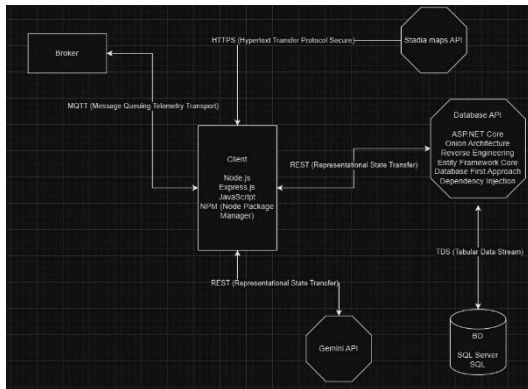 HTTPS (Hypertext Transfer Protocol Secure)
Stadia maps API
Broker
MQTT (Message Queuing Telemetry Transport)
Database API
ASP.NET Core
Onion Architecture
Reverse Engineering
Entity Framework Core
Database First Approach
Dependency Injection
Client
Node.js
Express.js
JavaScript
NPM (Node Package
Manager)
REST (Representational State Transfer)
TDS (Tabular Data Stream)
REST (Representational State Transfer)
Gemini API
BD
SQL Server
SQL